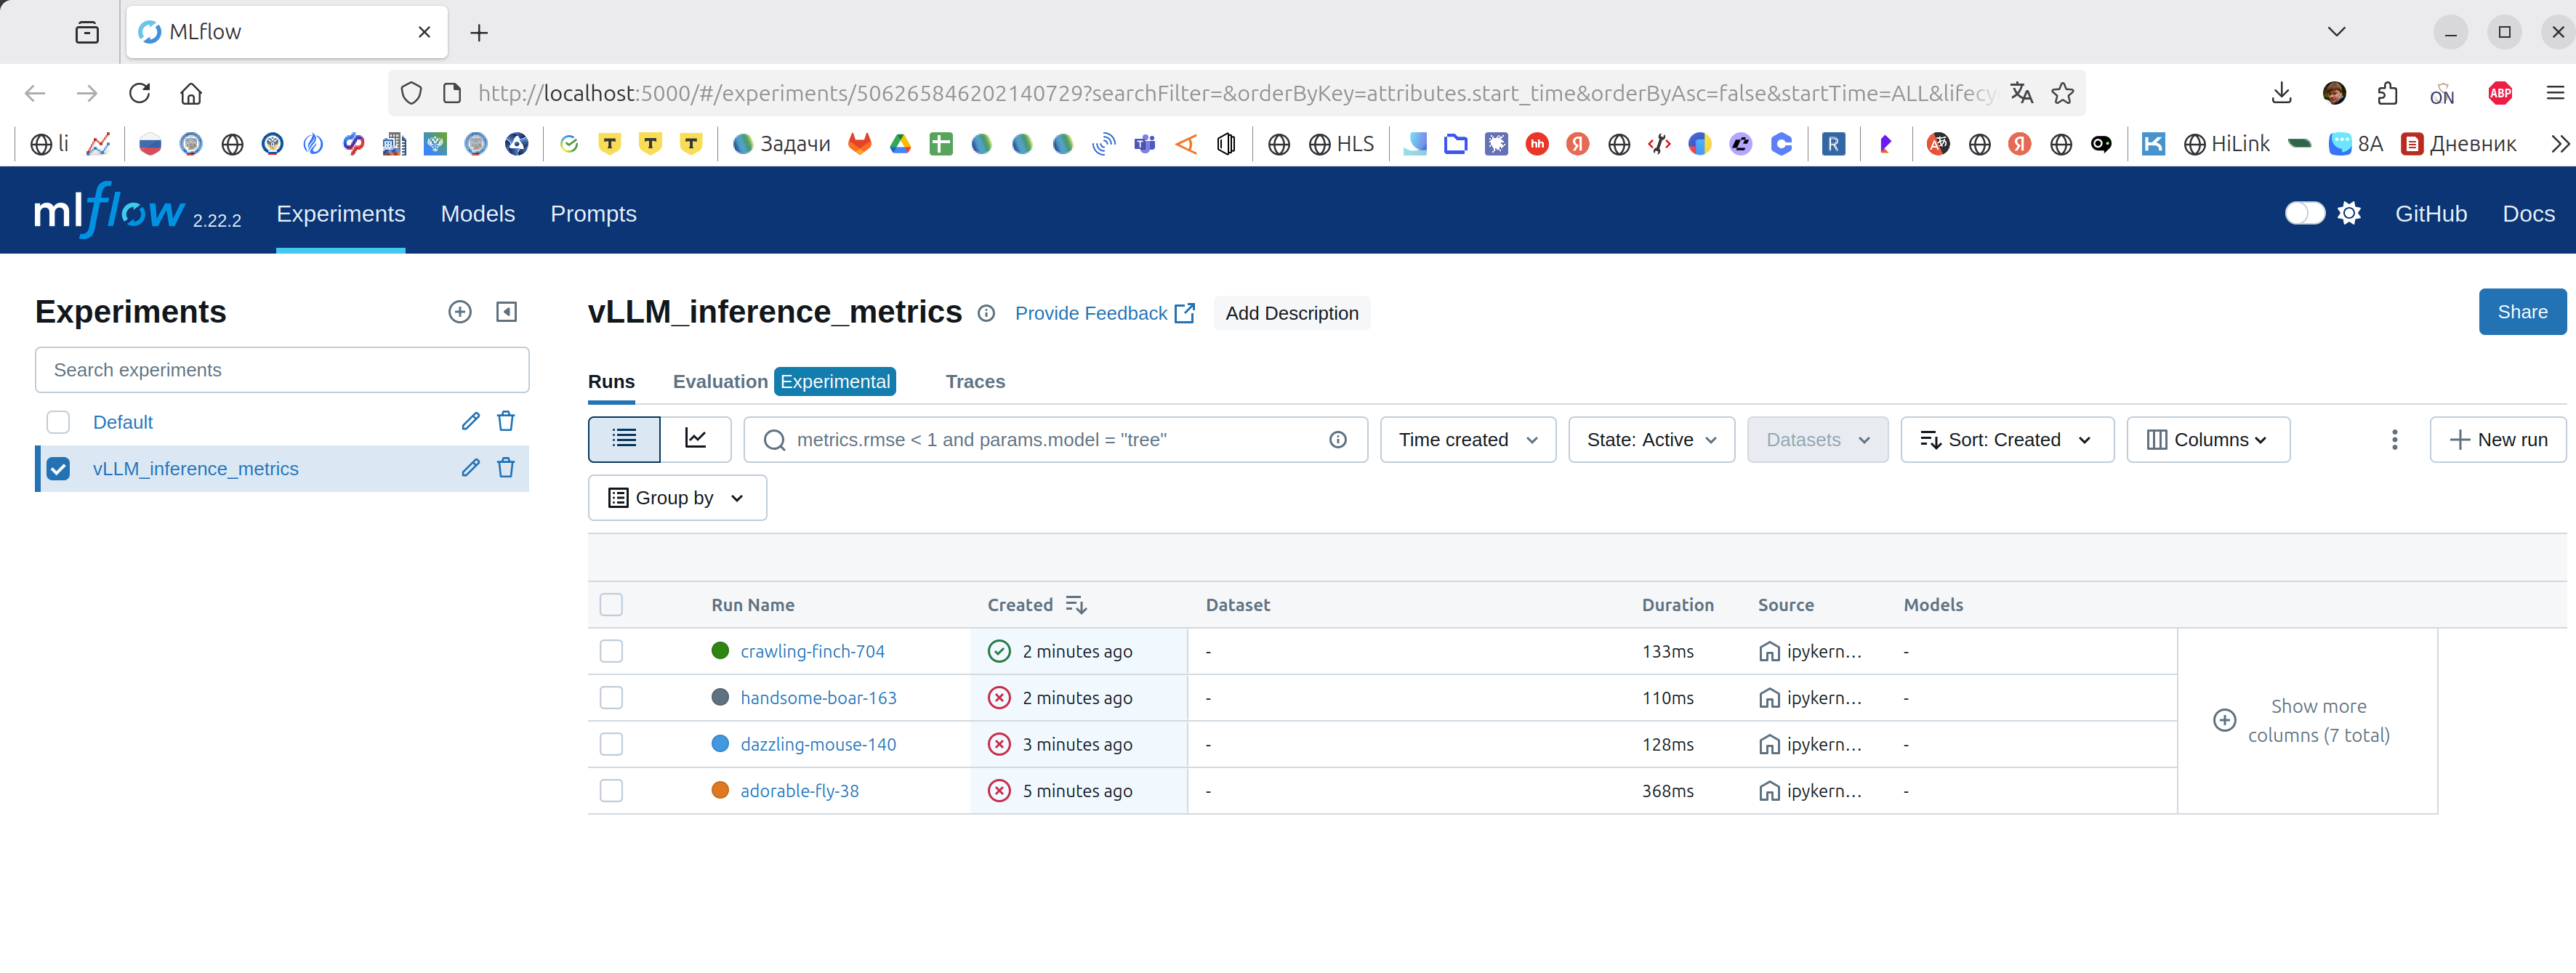 MLflow
http://localhost:5000/#/experiments/506265846202140729?searchFilter=&orderByKey=attributes.start_time&orderByAsc=false&startTime=ALL&lifecy
ON ABP
li T T T Задачи hh Я HLS R Я HiLink 8А Дневник
mlflow 2.22.2 Experiments Models Prompts GitHub Docs
Experiments
vLLM_inference_metrics Provide Feedback Add Description Share
Search experiments
Default
vLLM_inference_metrics
Runs Evaluation Experimental Traces
metrics.rmse < 1 and params.model = "tree" Time created State: Active Datasets Sort: Created Columns New run
Group by
Run Name Created Dataset Duration Source Models
crawling-finch-704 2 minutes ago - 133ms ipykern... -
handsome-boar-163 2 minutes ago - 110ms ipykern... -
dazzling-mouse-140 3 minutes ago - 128ms ipykern... -
adorable-fly-38 5 minutes ago - 368ms ipykern... -
Show more
columns (7 total)